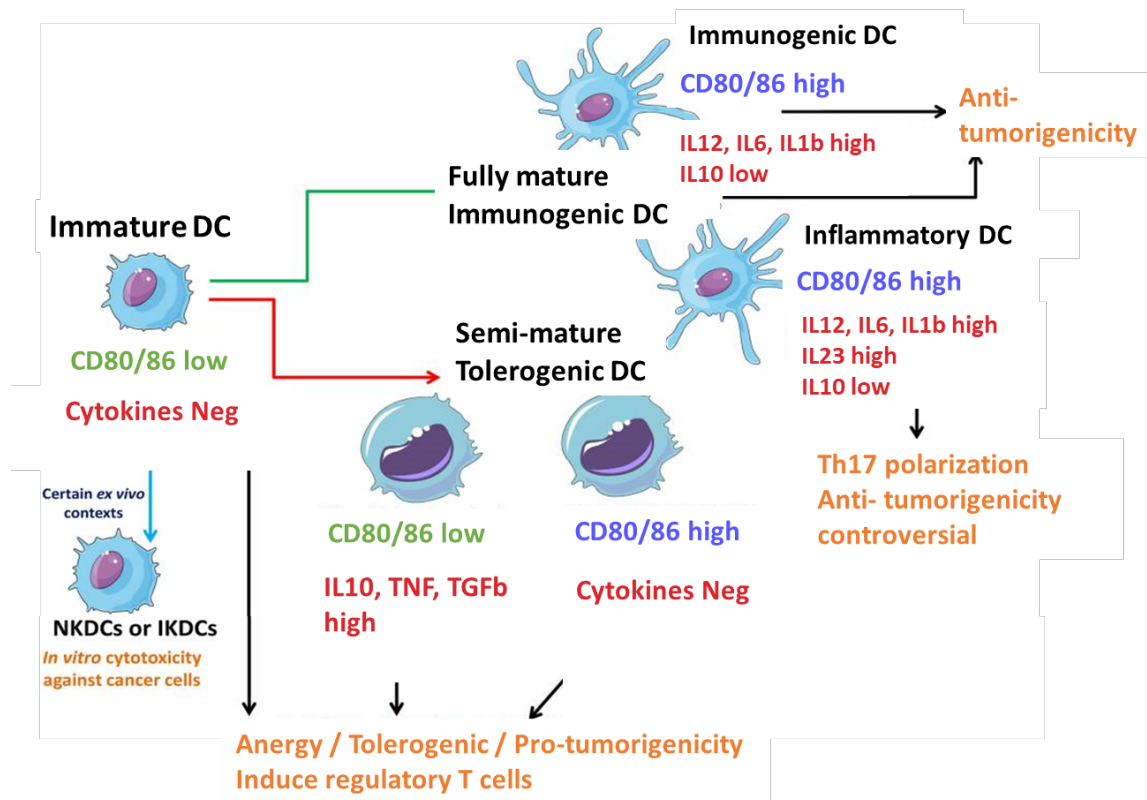 Immunogenic DC
CD80/86 high
IL12, IL6, IL1b high
IL10 low
Anti-
tumorigenicity
Fully mature
Immunogenic DC
Immature DC
CD80/86 low
Cytokines Neg
Inflammatory DC
CD80/86 high
IL12, IL6, IL1b high
IL23 high
IL10 low
Th17 polarization
Anti- tumorigenicity
controversial
Semi-mature
Tolerogenic DC
CD80/86 low
IL10, TNF, TGFb
high
CD80/86 high
Cytokines Neg
Certain ex vivo
contexts
NKDCs or IKDCs
In vitro cytotoxicity
against cancer cells
Anergy / Tolerogenic / Pro-tumorigenicity
Induce regulatory T cells